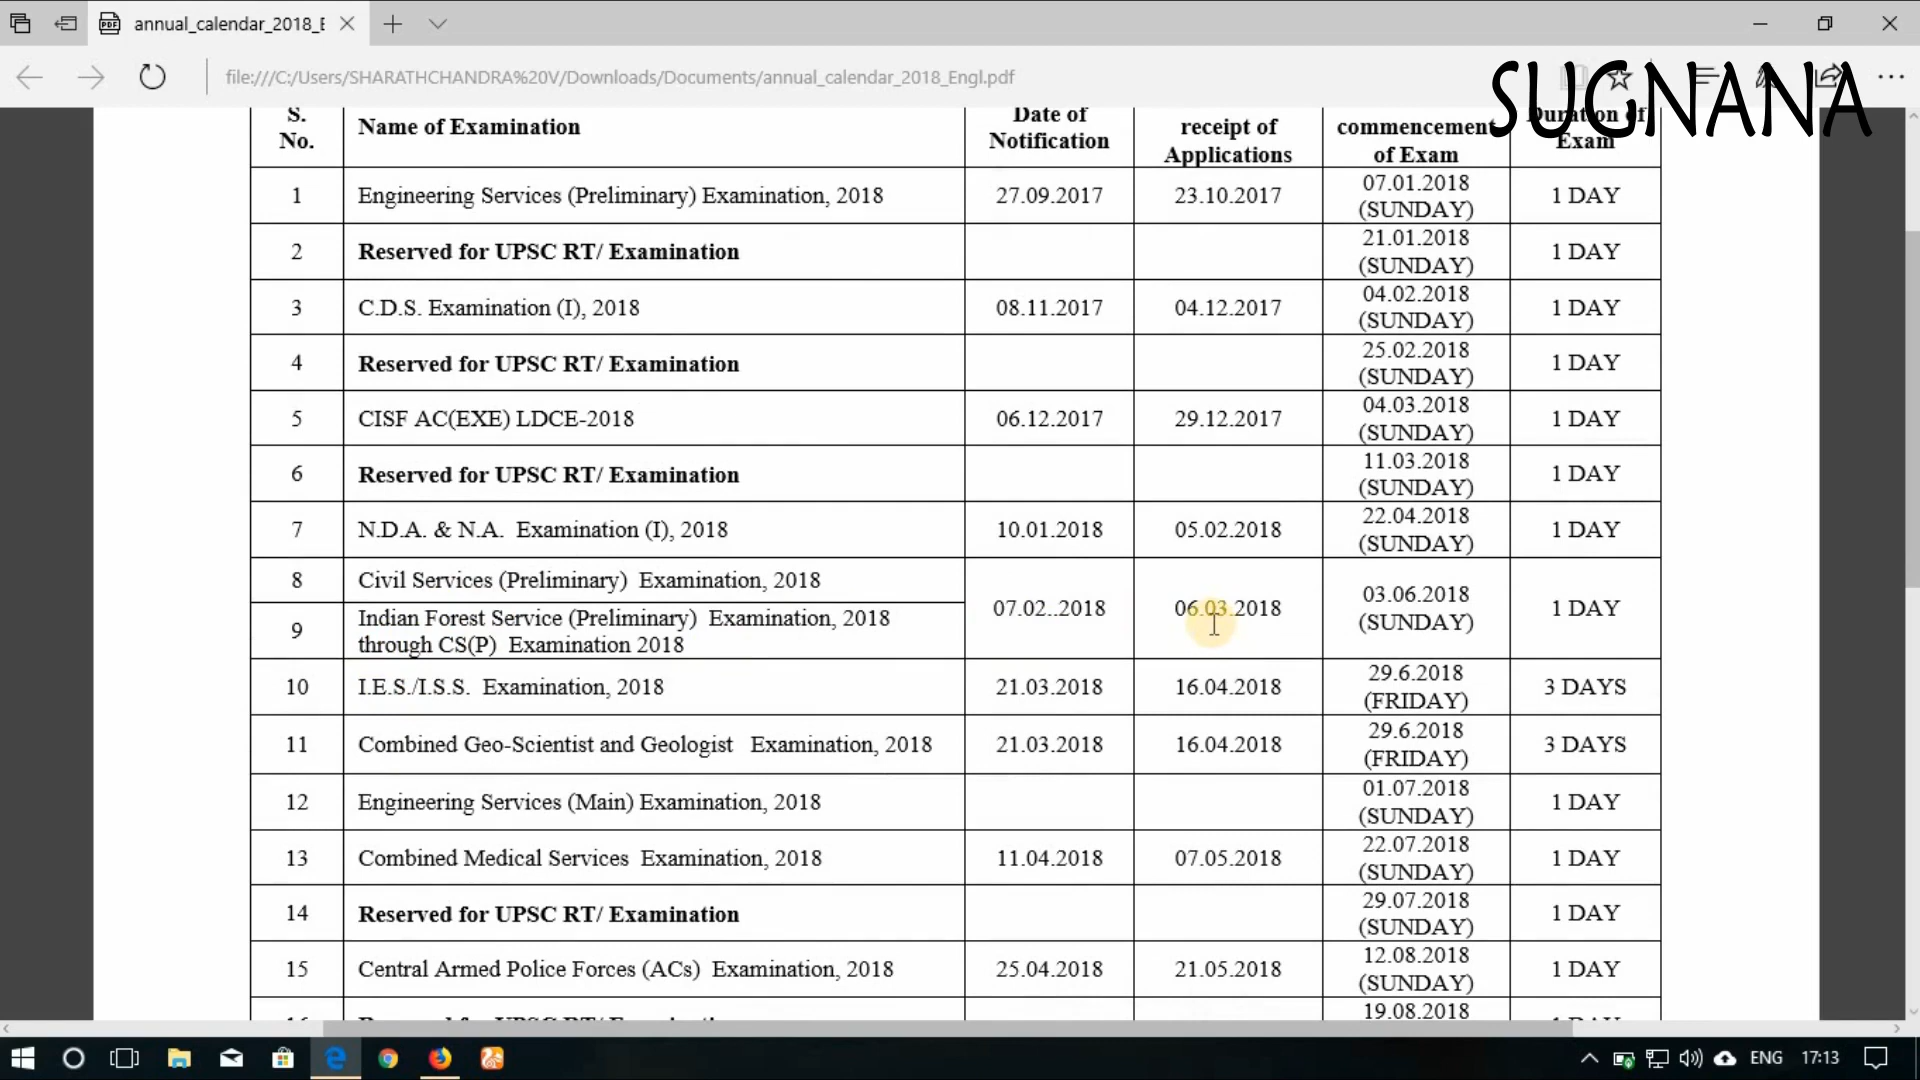 annual_calendar_2018_E
file:///C:/Users/SHARATHCHANDRA%20V/Downloads/Documents/annual_calendar_2018_Engl.pdf
SUGNANA
S. No. Name of Examination Date of Notification receipt of Applications commencement of Exam Duration of Exam
1 Engineering Services (Preliminary) Examination, 2018 27.09.2017 23.10.2017 07.01.2018 (SUNDAY) 1 DAY
2 Reserved for UPSC RT/ Examination 21.01.2018 (SUNDAY) 1 DAY
3 C.D.S. Examination (I), 2018 08.11.2017 04.12.2017 04.02.2018 (SUNDAY) 1 DAY
4 Reserved for UPSC RT/ Examination 25.02.2018 (SUNDAY) 1 DAY
5 CISF AC(EXE) LDCE-2018 06.12.2017 29.12.2017 04.03.2018 (SUNDAY) 1 DAY
6 Reserved for UPSC RT/ Examination 11.03.2018 (SUNDAY) 1 DAY
7 N.D.A. & N.A. Examination (I), 2018 10.01.2018 05.02.2018 22.04.2018 (SUNDAY) 1 DAY
8 Civil Services (Preliminary) Examination, 2018 07.02..2018 06.03.2018 03.06.2018 (SUNDAY) 1 DAY
9 Indian Forest Service (Preliminary) Examination, 2018 through CS(P) Examination 2018
10 I.E.S./I.S.S. Examination, 2018 21.03.2018 16.04.2018 29.6.2018 (FRIDAY) 3 DAYS
11 Combined Geo-Scientist and Geologist Examination, 2018 21.03.2018 16.04.2018 29.6.2018 (FRIDAY) 3 DAYS
12 Engineering Services (Main) Examination, 2018 01.07.2018 (SUNDAY) 1 DAY
13 Combined Medical Services Examination, 2018 11.04.2018 07.05.2018 22.07.2018 (SUNDAY) 1 DAY
14 Reserved for UPSC RT/ Examination 29.07.2018 (SUNDAY) 1 DAY
15 Central Armed Police Forces (ACs) Examination, 2018 25.04.2018 21.05.2018 12.08.2018 (SUNDAY) 1 DAY
19.08.2018
ENG 17:13